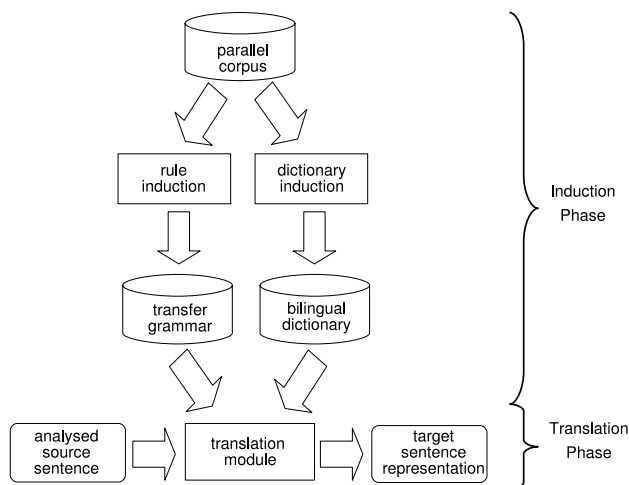 parallel
corpus
rule
induction
dictionary
induction
Induction
Phase
transfer
grammar
bilingual
dictionary
analysed
source
sentence
translation
module
target
sentence
representation
Translation
Phase